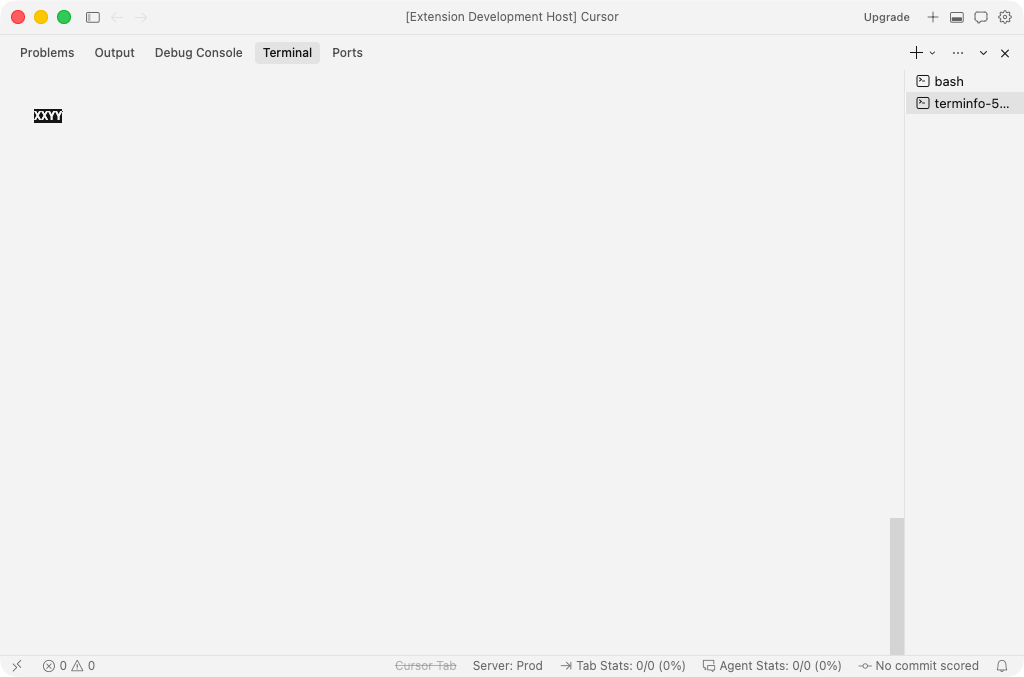 [Extension Development Host] Cursor
Upgrade
Problems Output Debug Console Terminal Ports
bash
terminfo-5...
XXYY
0 0 Cursor Tab Server: Prod Tab Stats: 0/0 (0%) Agent Stats: 0/0 (0%) No commit scored